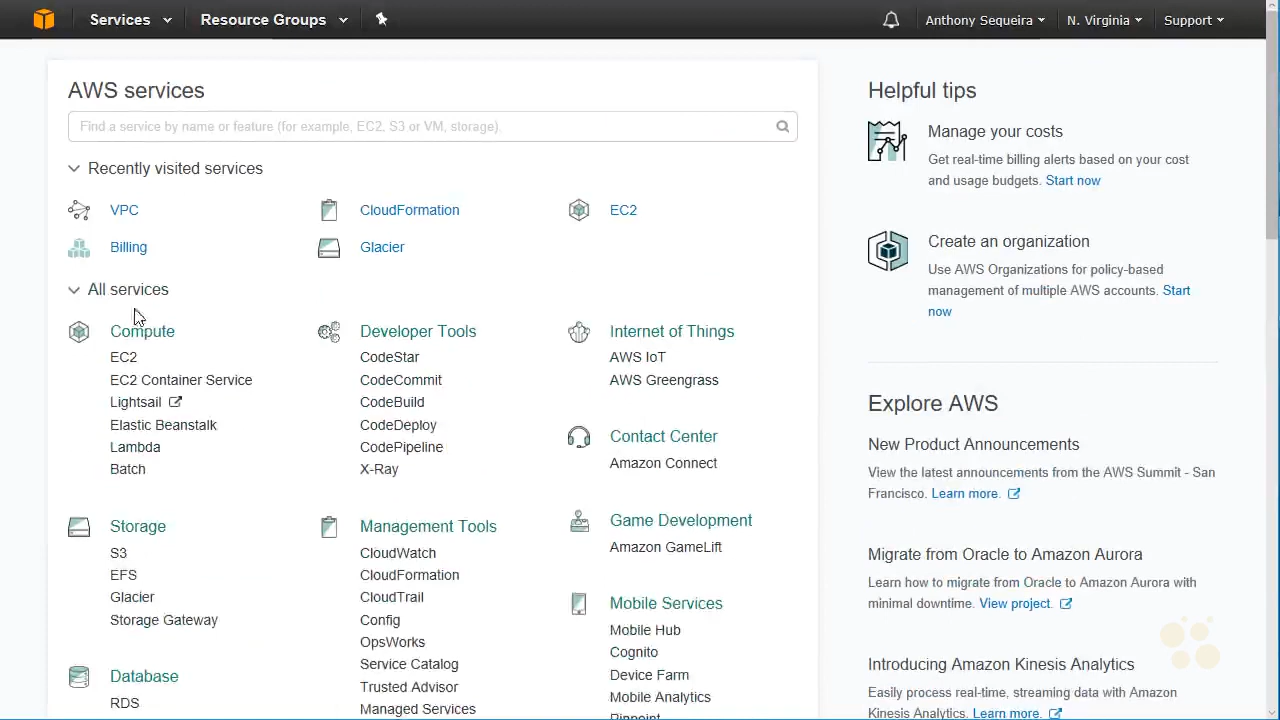 Services
Resource Groups
Anthony Sequeira
N. Virginia
Support
AWS services
Find a service by name or feature (for example, EC2, S3 or VM, storage).
Recently visited services
VPC
CloudFormation
EC2
Billing
Glacier
All services
Compute
EC2
EC2 Container Service
Lightsail
Elastic Beanstalk
Lambda
Batch
Storage
S3
EFS
Glacier
Storage Gateway
Database
RDS
Developer Tools
CodeStar
CodeCommit
CodeBuild
CodeDeploy
CodePipeline
X-Ray
Management Tools
CloudWatch
CloudFormation
CloudTrail
Config
OpsWorks
Service Catalog
Trusted Advisor
Managed Services
Internet of Things
AWS IoT
AWS Greengrass
Contact Center
Amazon Connect
Game Development
Amazon GameLift
Mobile Services
Mobile Hub
Cognito
Device Farm
Mobile Analytics
Pinpoint
Helpful tips
Manage your costs
Get real-time billing alerts based on your cost
and usage budgets. Start now
Create an organization
Use AWS Organizations for policy-based
management of multiple AWS accounts. Start
now
Explore AWS
New Product Announcements
View the latest announcements from the AWS Summit - San
Francisco. Learn more.
Migrate from Oracle to Amazon Aurora
Learn how to migrate from Oracle to Amazon Aurora with
minimal downtime. View project.
Introducing Amazon Kinesis Analytics
Easily process real-time, streaming data with Amazon
Kinesis Analytics. Learn more.